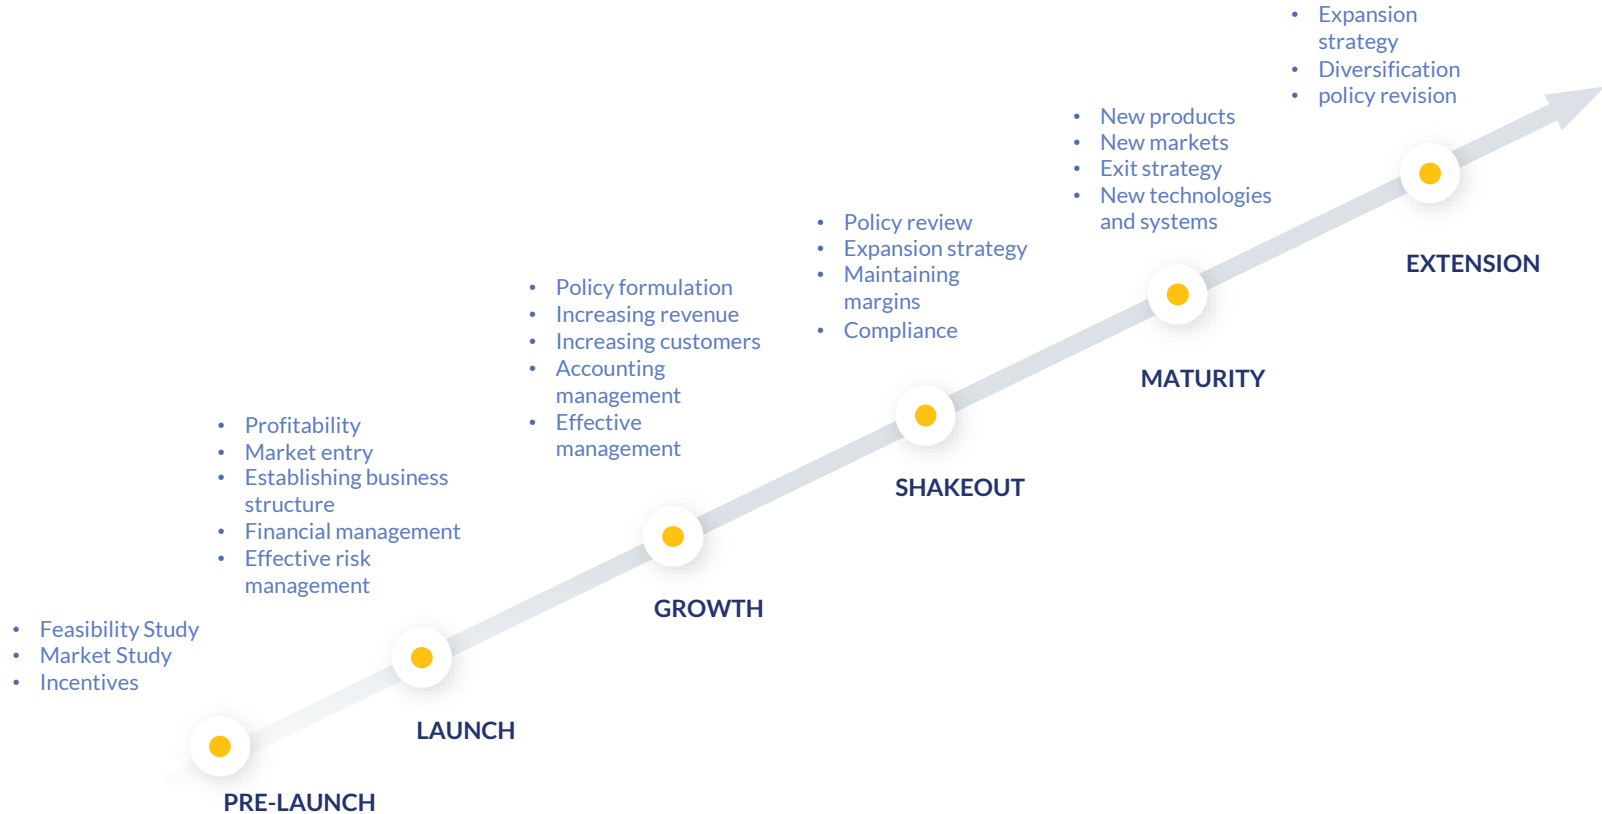 • Feasibility Study
• Market Study
• Incentives
PRE-LAUNCH
• Profitability
• Market entry
• Establishing business
structure
• Financial management
• Effective risk
management
LAUNCH
• Policy formulation
• Increasing revenue
• Increasing customers
• Accounting
management
• Effective
management
GROWTH
• Policy review
• Expansion strategy
• Maintaining
margins
• Compliance
SHAKEOUT
• New products
• New markets
• Exit strategy
• New technologies
and systems
MATURITY
• Expansion
strategy
• Diversification
• policy revision
EXTENSION